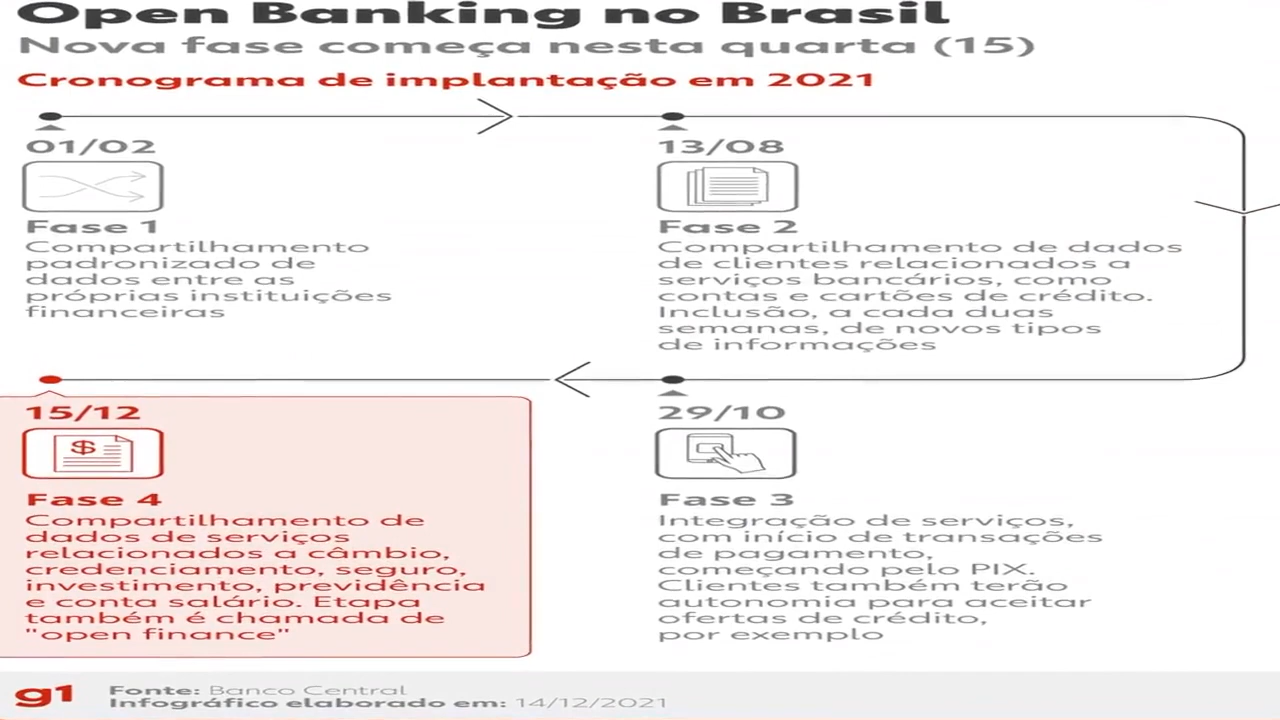 Open Banking no Brasil
Nova fase começa nesta quarta (15)
Cronograma de implantação em 2021
01/02
Fase 1
Compartilhamento
padronizado de
dados entre as
próprias instituições
financeiras
13/08
Fase 2
Compartilhamento de dados
de clientes relacionados a
serviços bancários, como
contas e cartões de crédito.
Inclusão, a cada duas
semanas, de novos tipos
de informações
29/10
Fase 3
Integração de serviços,
com início de transações
de pagamento,
começando pelo PIX.
Clientes também terão
autonomia para aceitar
ofertas de crédito,
por exemplo
15/12
$
Fase 4
Compartilhamento de
dados de serviços
relacionados a câmbio,
credenciamento, seguro,
investimento, previdência
e conta salário. Etapa
também é chamada de
"open finance"
g1
Fonte: Banco Central
Infográfico elaborado em: 14/12/2021